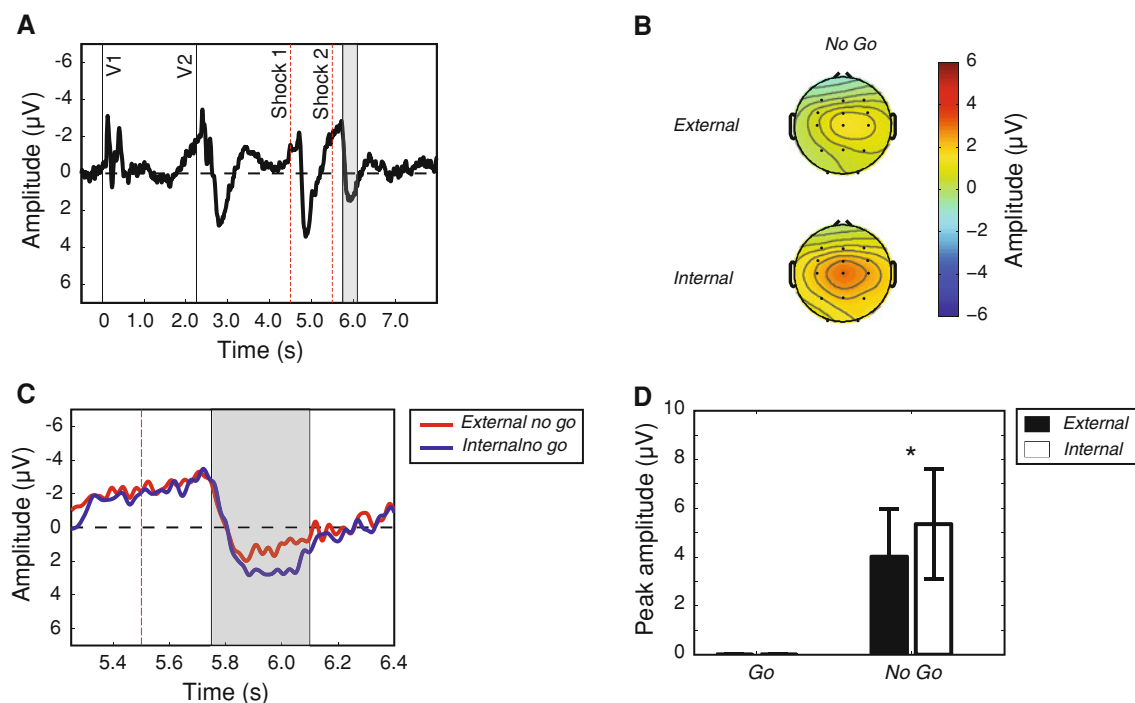 A
Amplitude (µV)
-6
-4
-2
0
2
4
6
V1
V2
Shock 1
Shock 2
0 1.0 2.0 3.0 4.0 5.0 6.0 7.0
Time (s)
B
No Go
External
Internal
6
4
2
0
−2
−4
−6
Amplitude (µV)
C
Amplitude (µV)
-6
-4
-2
0
2
4
6
5.4 5.6 5.8 6.0 6.2 6.4
Time (s)
External no go
Internalno go
D
Peak amplitude (µV)
10
8
6
4
2
0
*
Go No Go
External
Internal